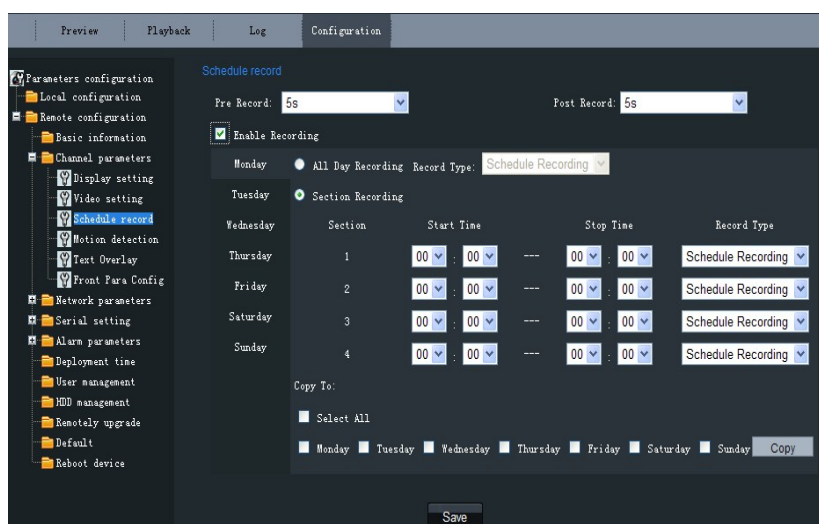 Preview Playback Log Configuration
Parameters configuration
Local configuration
Remote configuration
Basic information
Channel parameters
Display setting
Video setting
Schedule record
Motion detection
Text Overlay
Front Para Config
Network parameters
Serial setting
Alarm parameters
Deployment time
User management
HDD management
Remotely upgrade
Default
Reboot device
Schedule record
Pre Record: 5s Post Record: 5s
Enable Recording
Monday
Tuesday
Wednesday
Thursday
Friday
Saturday
Sunday
All Day Recording Record Type: Schedule Recording
Section Recording
Section Start Time Stop Time Record Type
1 00 : 00 --- 00 : 00 Schedule Recording
2 00 : 00 --- 00 : 00 Schedule Recording
3 00 : 00 --- 00 : 00 Schedule Recording
4 00 : 00 --- 00 : 00 Schedule Recording
Copy To:
Select All
Monday Tuesday Wednesday Thursday Friday Saturday Sunday Copy
Save